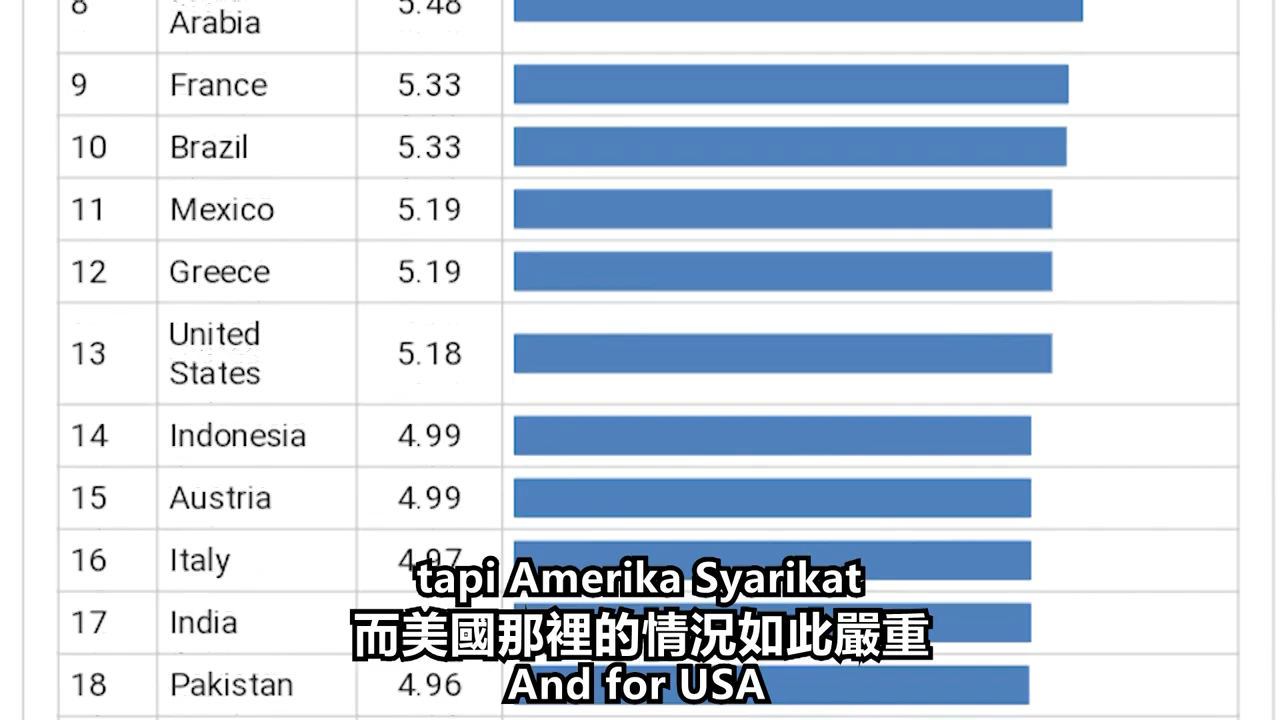 8 Arabia 5.48
9 France 5.33
10 Brazil 5.33
11 Mexico 5.19
12 Greece 5.19
13 United States 5.18
14 Indonesia 4.99
15 Austria 4.99
16 Italy 4.97
17 India
18 Pakistan 4.96
tapi Amerika Syarikat
而美國那裡的情況如此嚴重
And for USA